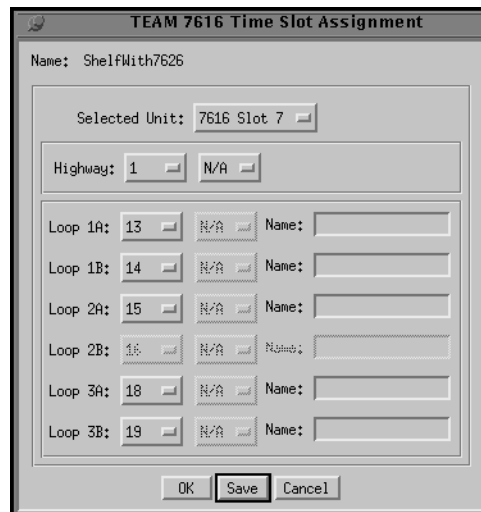 TEAM 7616 Time Slot Assignment
Name: ShelfWith7626
Selected Unit: 7616 Slot 7
Highway: 1 N/A
Loop 1A: 13 N/A Name:
Loop 1B: 14 N/A Name:
Loop 2A: 15 N/A Name:
Loop 2B: 16 N/A Name:
Loop 3A: 18 N/A Name:
Loop 3B: 19 N/A Name:
OK Save Cancel